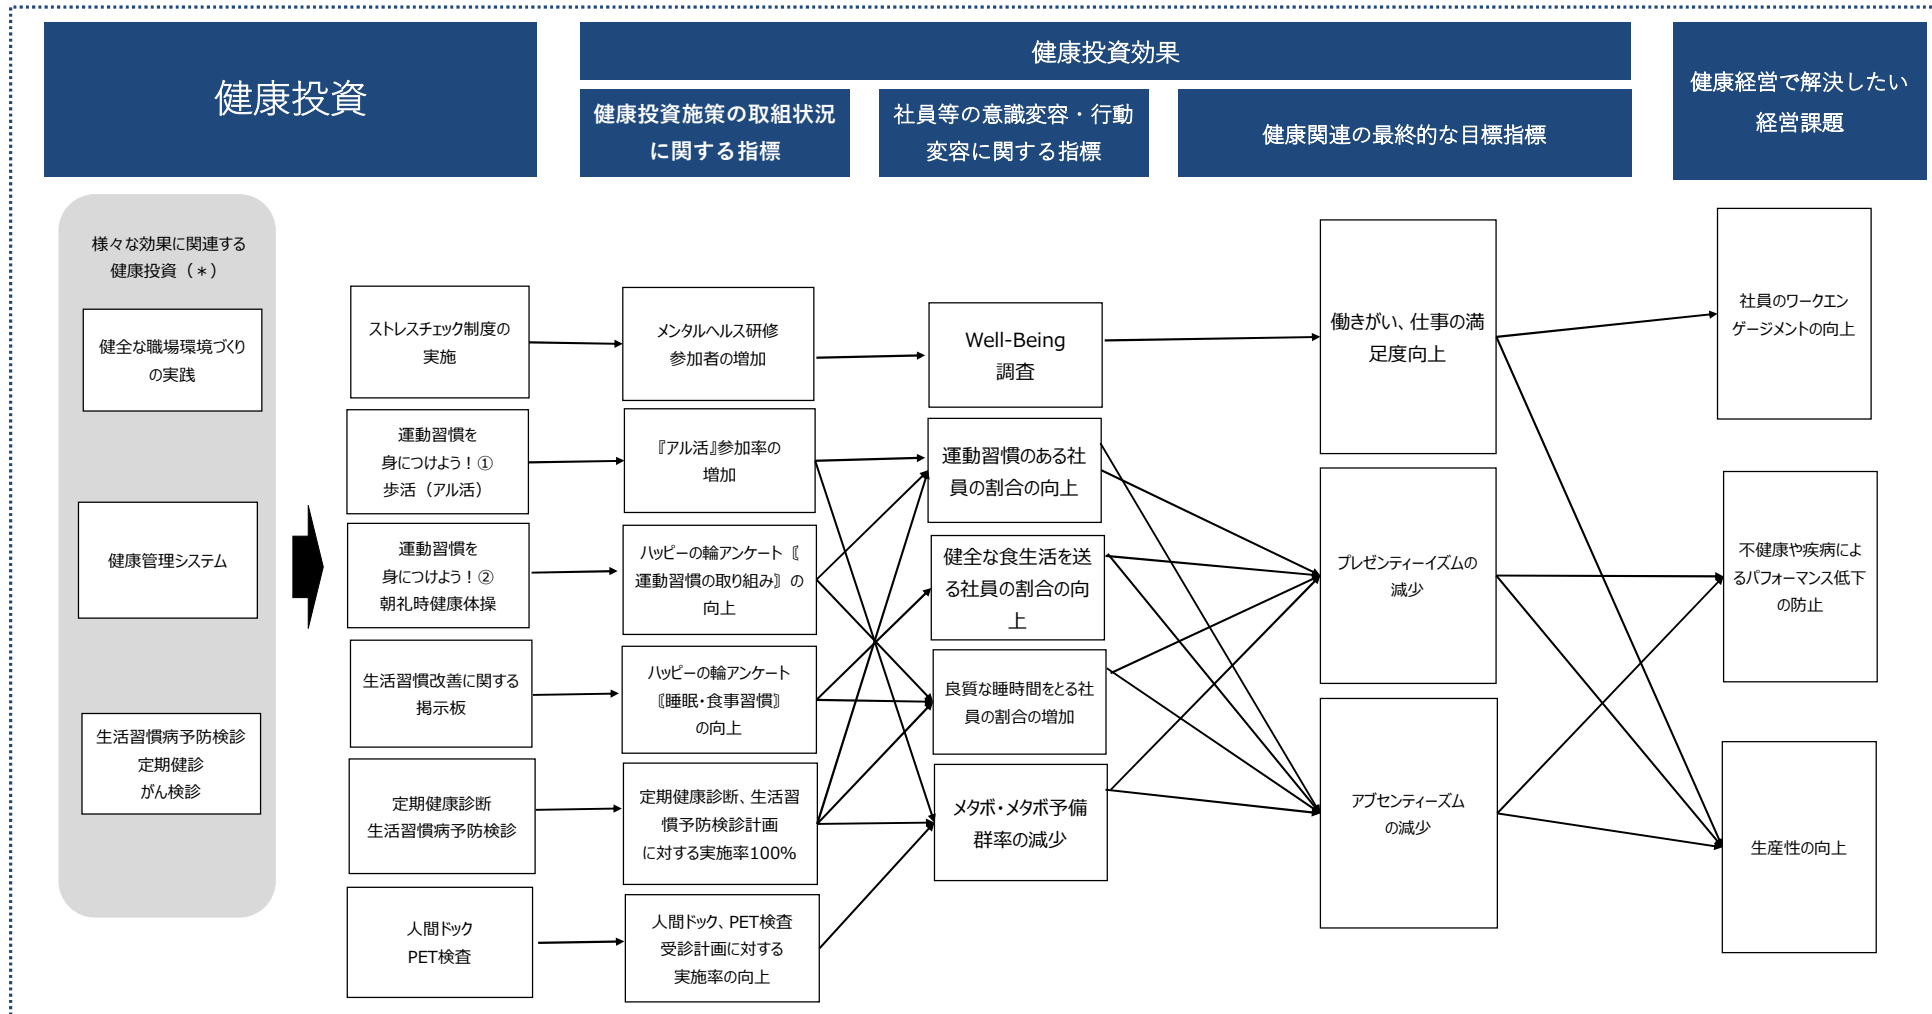 健康投資
健康投資効果
健康経営で解決したい
経営課題
健康投資施策の取組状況
に関する指標
社員等の意識変容・行動
変容に関する指標
健康関連の最終的な目標指標
様々な効果に関連する
健康投資（＊）
健全な職場環境づくり
の実践
健康管理システム
生活習慣病予防検診
定期健診
がん検診
ストレスチェック制度の
実施
運動習慣を
身につけよう！①
歩活（アル活）
運動習慣を
身につけよう！②
朝礼時健康体操
生活習慣改善に関する
掲示板
定期健康診断
生活習慣病予防検診
人間ドック
PET検査
メンタルヘルス研修
参加者の増加
『アル活』参加率の
増加
ハッピーの輪アンケート〖
運動習慣の取り組み〗の
向上
ハッピーの輪アンケート
〖睡眠・食事習慣〗
の向上
定期健康診断、生活習
慣予防検診計画
に対する実施率100%
人間ドック、PET検査
受診計画に対する
実施率の向上
Well-Being
調査
運動習慣のある社
員の割合の向上
健全な食生活を送
る社員の割合の向
上
良質な睡時間をとる社
員の割合の増加
メタボ・メタボ予備
群率の減少
働きがい、仕事の満
足度向上
プレゼンティーイズムの
減少
アブセンティーズム
の減少
社員のワークエン
ゲージメントの向上
不健康や疾病によ
るパフォーマンス低下
の防止
生産性の向上